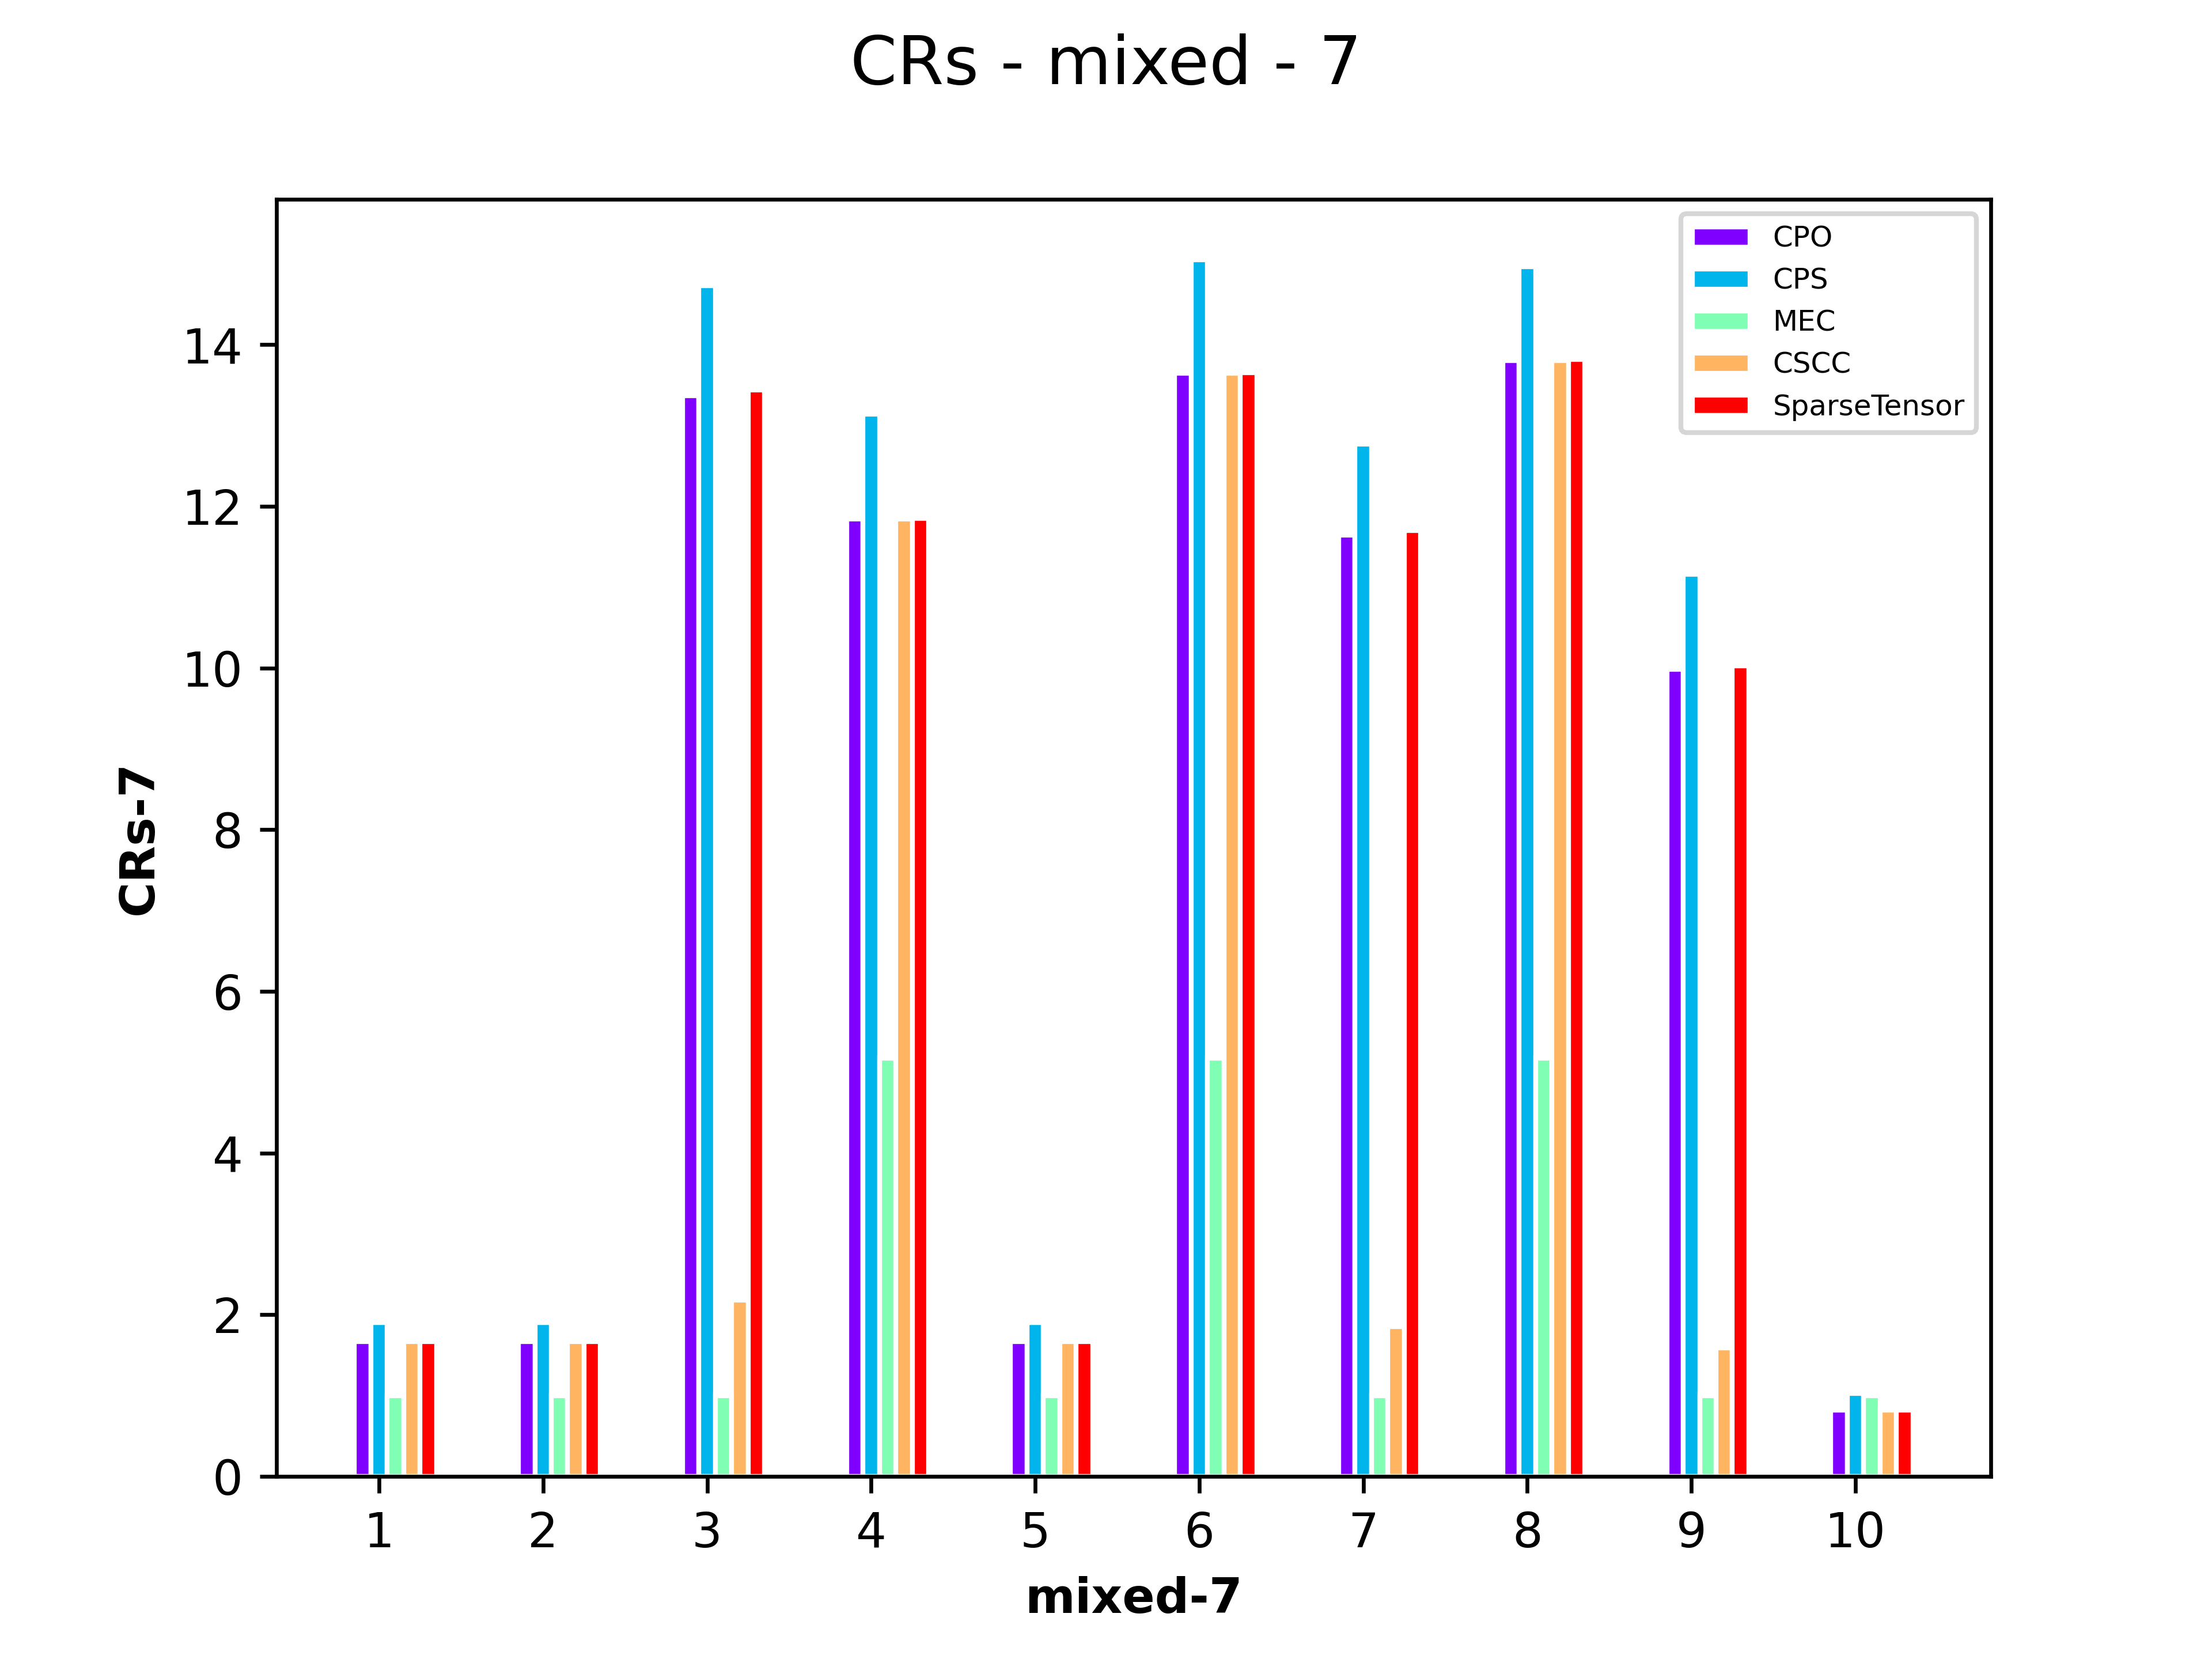 CRs - mixed - 7
CPO
CPS
MEC
CSCC
SparseTensor
14
12
10
8
6
4
2
0
CRs-7
1 2 3 4 5 6 7 8 9 10
mixed-7